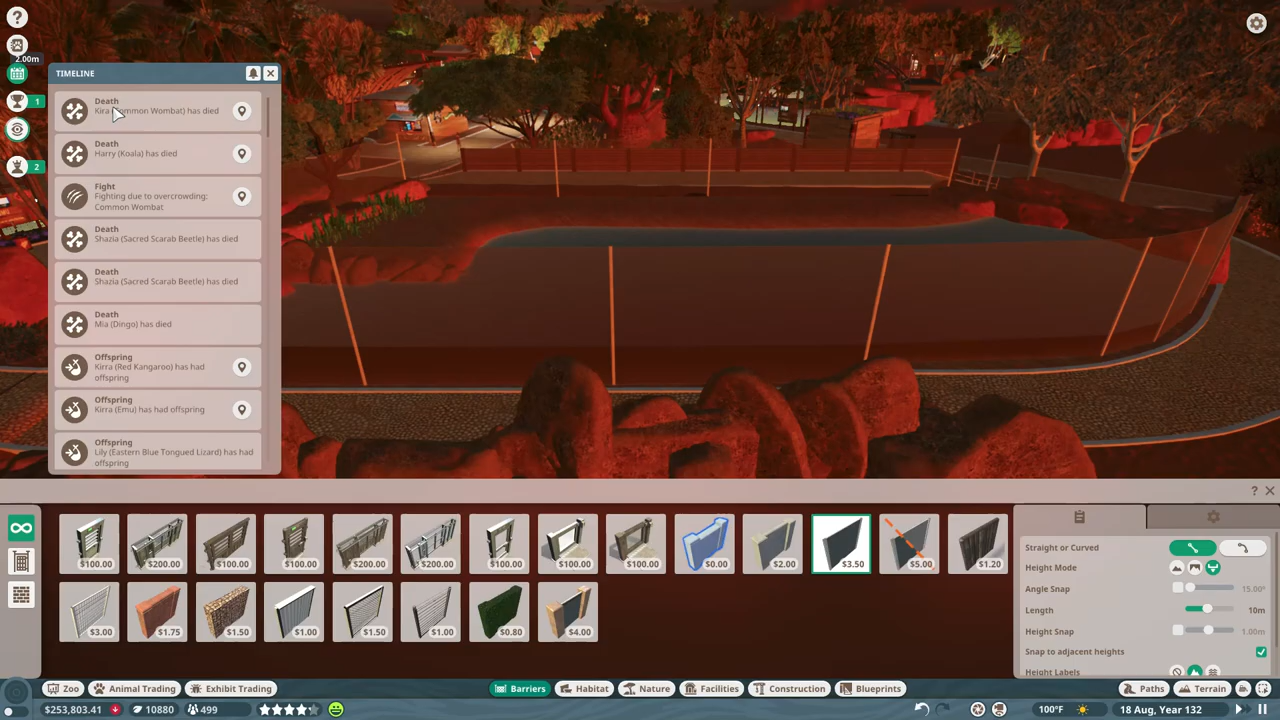 ?
2.00m
1
2
TIMELINE
Death
Kira (Common Wombat) has died
Death
Harry (Koala) has died
Fight
Fighting due to overcrowding:
Common Wombat
Death
Shazia (Sacred Scarab Beetle) has died
Death
Shazia (Sacred Scarab Beetle) has died
Death
Mia (Dingo) has died
Offspring
Kirra (Red Kangaroo) has had
offspring
Offspring
Kirra (Emu) has had offspring
Offspring
Lily (Eastern Blue Tongued Lizard) has had
offspring
?
$100.00 $200.00 $100.00 $100.00 $200.00 $200.00 $100.00 $100.00 $100.00 $0.00 $2.00 $3.50 $5.00 $1.20
$3.00 $1.75 $1.50 $1.00 $1.50 $1.00 $0.80 $4.00
Straight or Curved
Height Mode
Angle Snap 15.00°
Length 10m
Height Snap 1.00m
Snap to adjacent heights
Height Labels
Zoo Animal Trading Exhibit Trading Barriers Habitat Nature Facilities Construction Blueprints Paths Terrain
$253,803.41 10880 499 100°F 18 Aug, Year 132